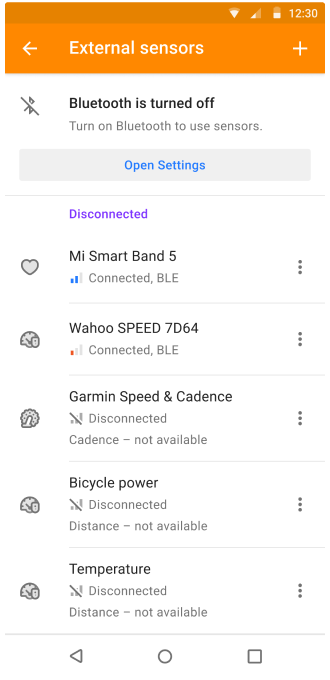 12:30
External sensors
Bluetooth is turned off
Turn on Bluetooth to use sensors.
Open Settings
Disconnected
Mi Smart Band 5
Connected, BLE
Wahoo SPEED 7D64
Connected, BLE
Garmin Speed & Cadence
Disconnected
Cadence – not available
Bicycle power
Disconnected
Distance – not available
Temperature
Disconnected
Distance – not available